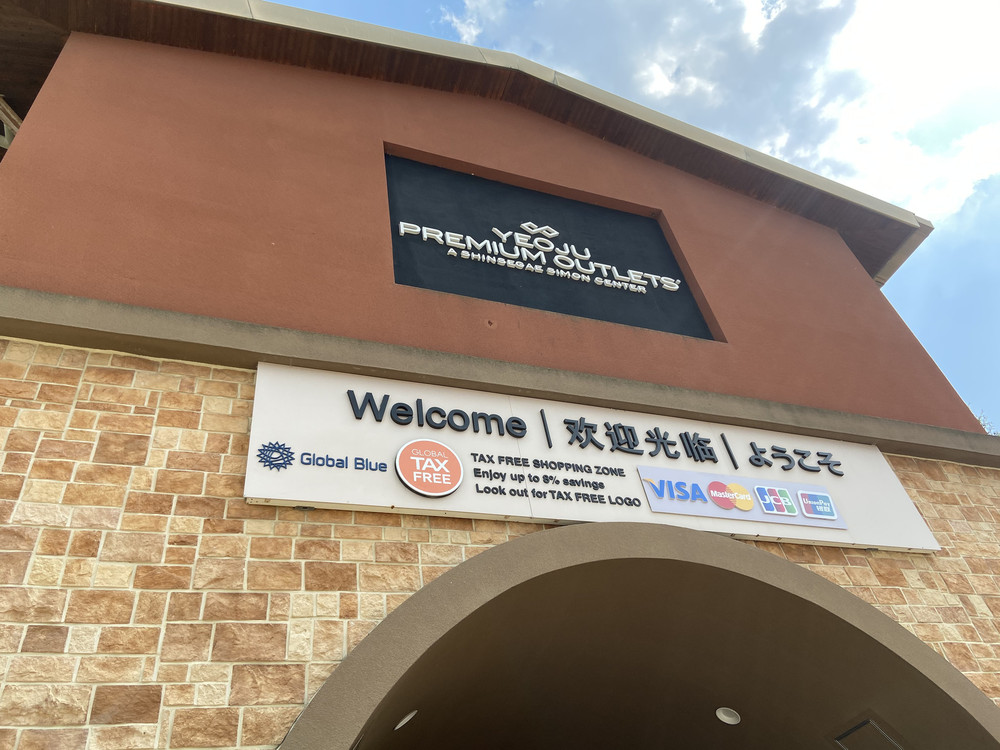 YEOJU
PREMIUM OUTLETS®
A SHINSEGAE SIMON CENTER
Welcome | 欢迎光临 | ようこそ
Global Blue
GLOBAL
TAX
FREE
TAX FREE SHOPPING ZONE
Enjoy up to 8% savings
Look out for TAX FREE LOGO
VISA
MasterCard
JCB
UnionPay
银联